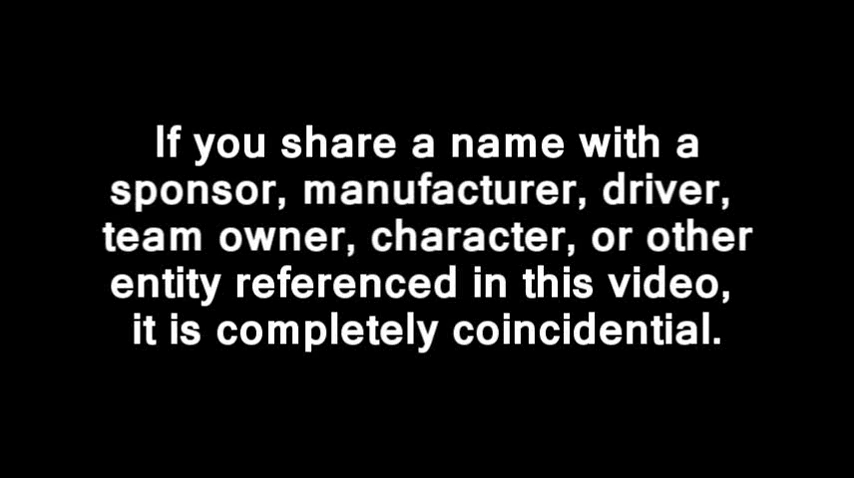 If you share a name with a
sponsor, manufacturer, driver,
team owner, character, or other
entity referenced in this video,
it is completely coincidential.